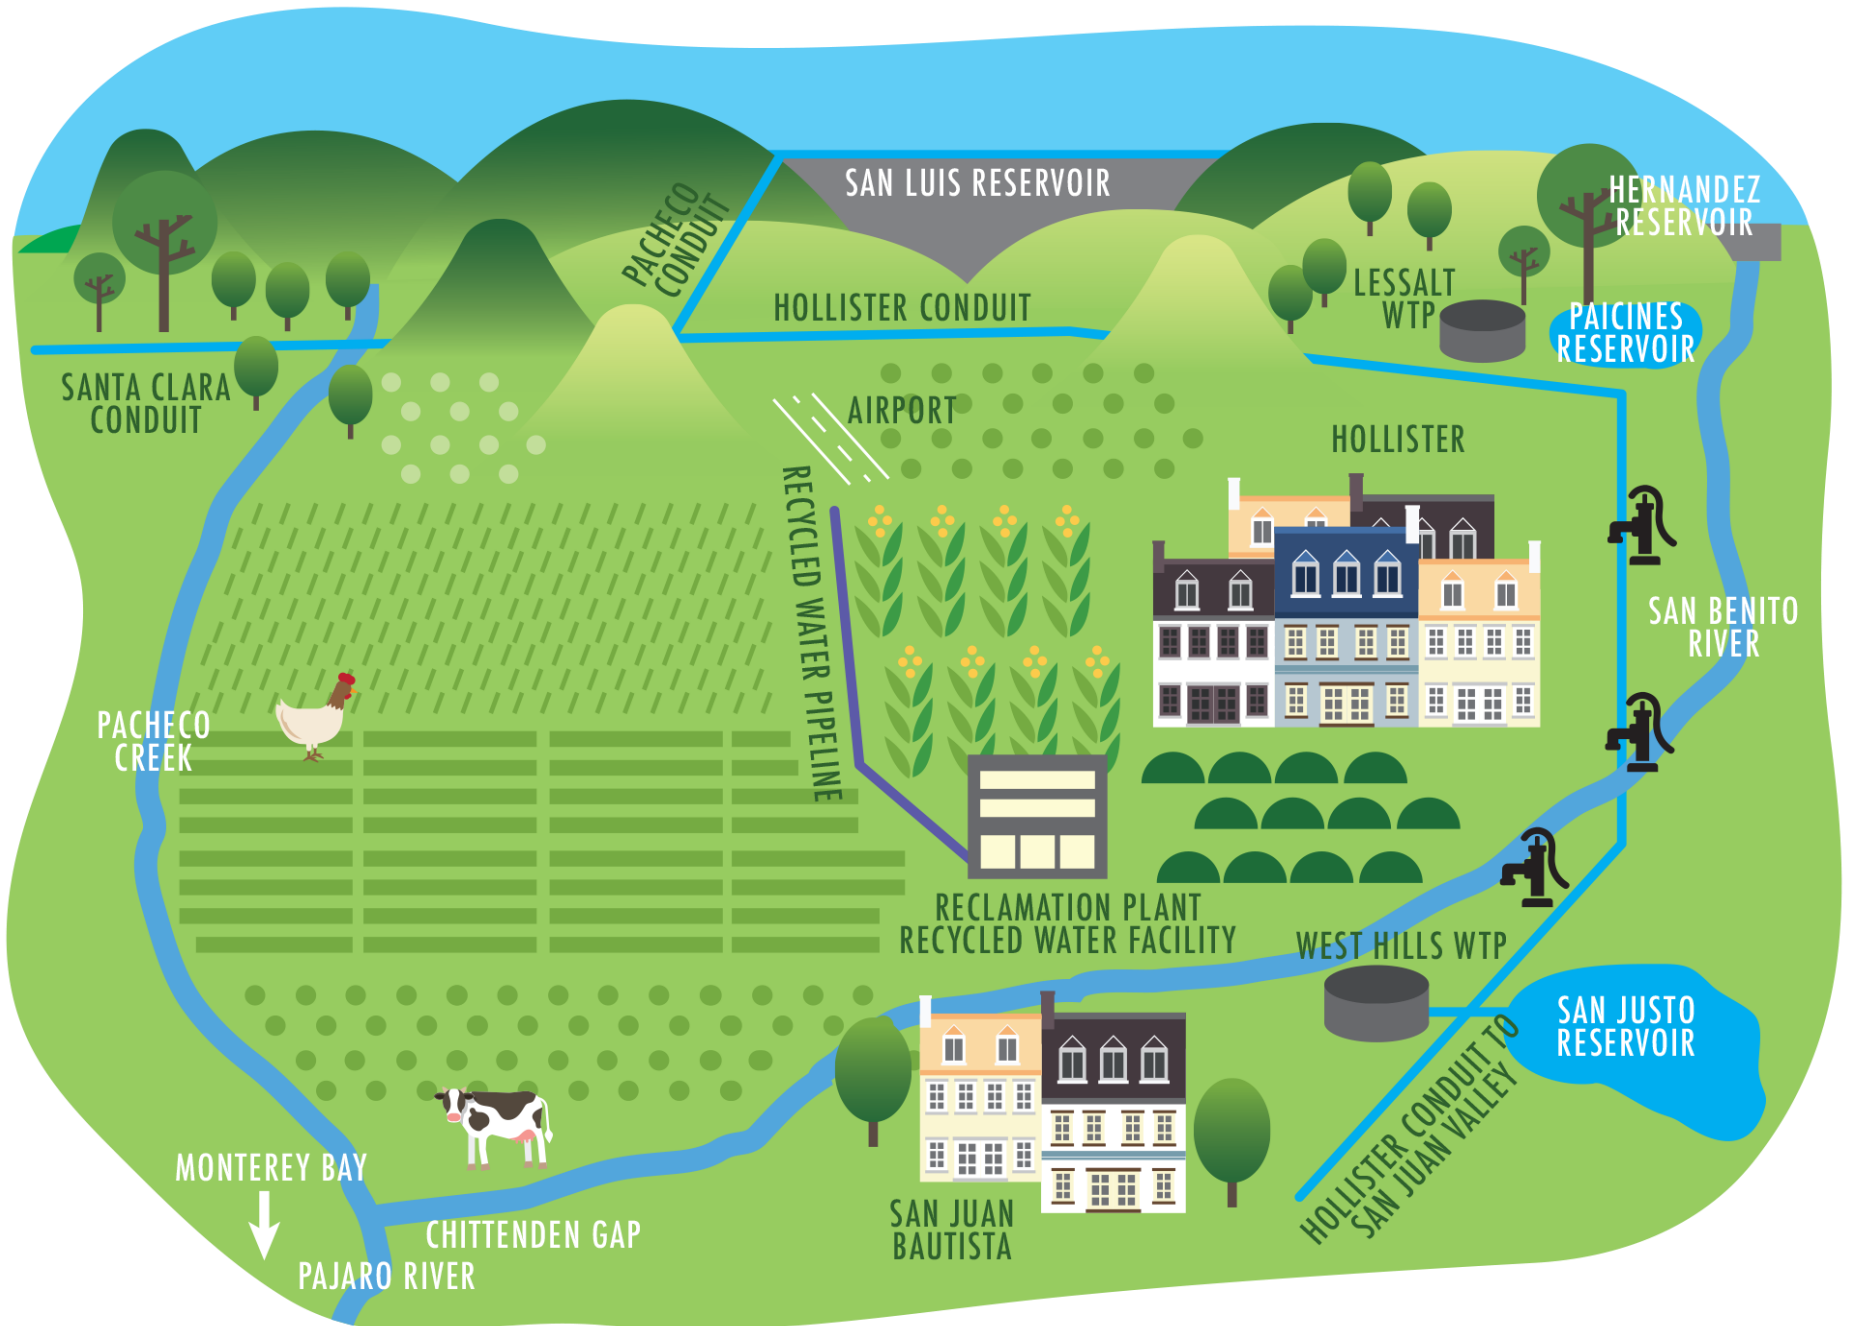 SAN LUIS RESERVOIR
HERNANDEZ
RESERVOIR
PACHECO
CONDUIT
LESSALT
WTP
HOLLISTER CONDUIT
PAICINES
RESERVOIR
SANTA CLARA
CONDUIT
AIRPORT
HOLLISTER
RECYCLED WATER PIPELINE
SAN BENITO
RIVER
PACHECO
CREEK
RECLAMATION PLANT
RECYCLED WATER FACILITY
WEST HILLS WTP
SAN JUSTO
RESERVOIR
HOLLISTER CONDUIT TO
SAN JUAN VALLEY
MONTEREY BAY
SAN JUAN
BAUTISTA
CHITTENDEN GAP
PAJARO RIVER